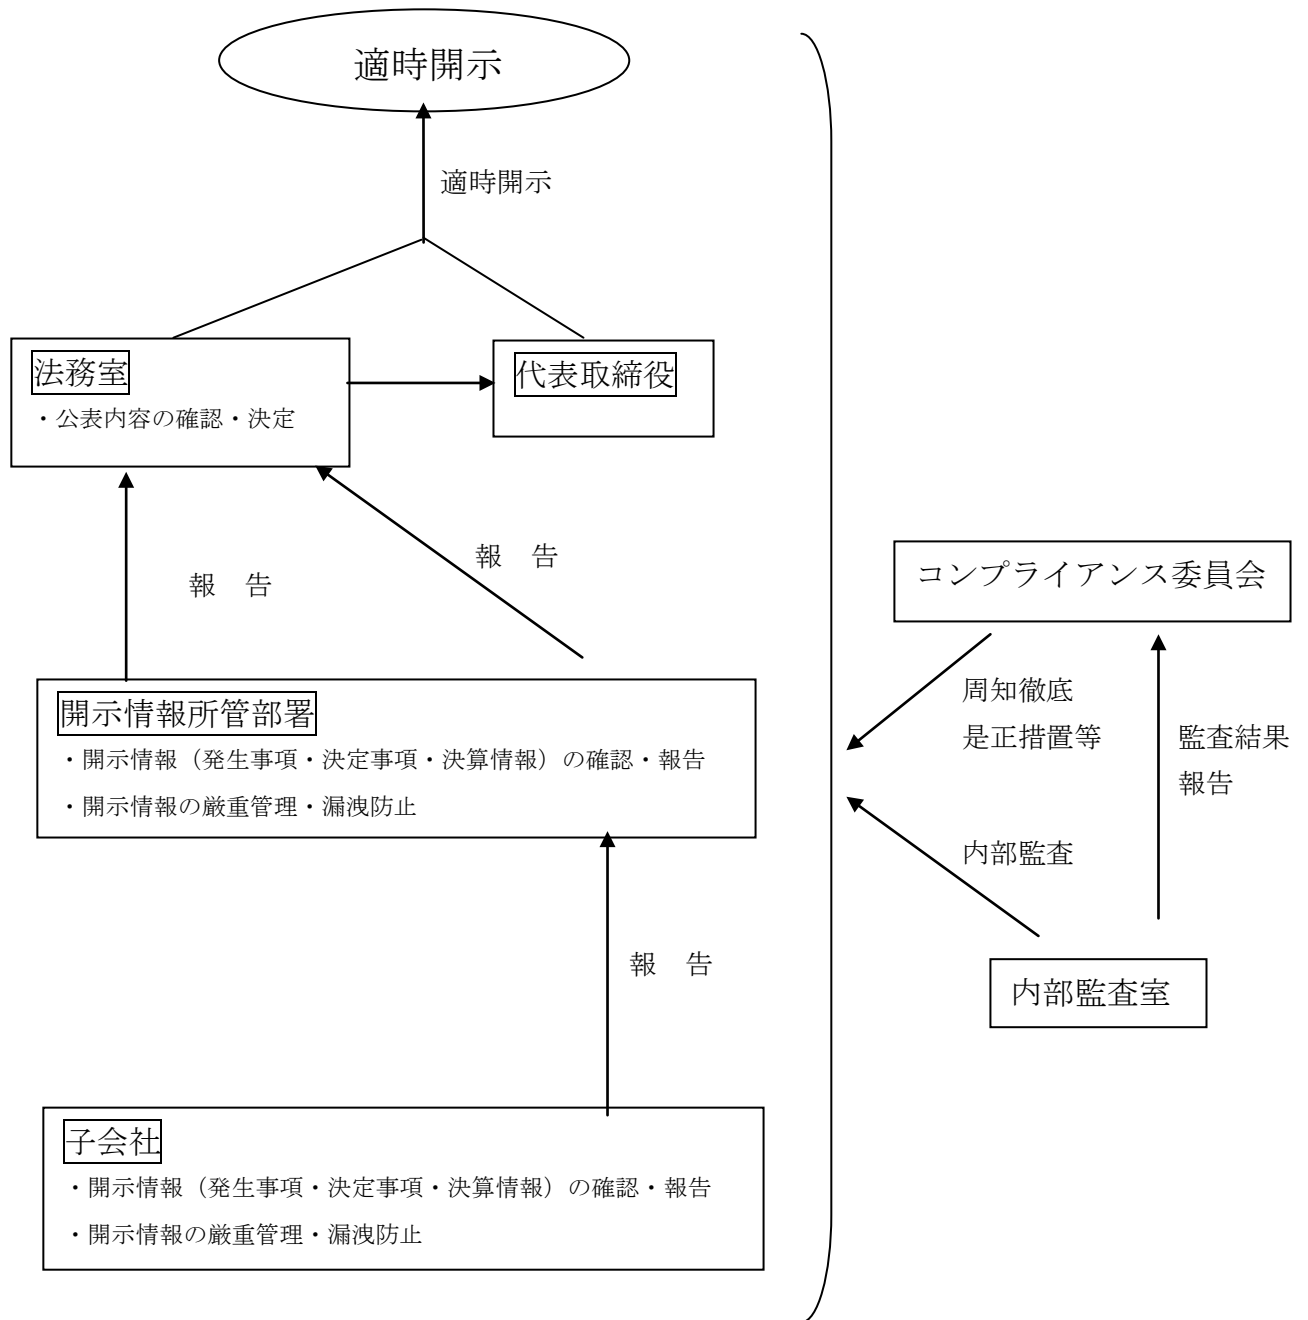 適時開示
適時開示
法務室
・公表内容の確認・決定
代表取締役
報　告
報　告
開示情報所管部署
・開示情報（発生事項・決定事項・決算情報）の確認・報告
・開示情報の厳重管理・漏洩防止
報　告
子会社
・開示情報（発生事項・決定事項・決算情報）の確認・報告
・開示情報の厳重管理・漏洩防止
コンプライアンス委員会
周知徹底
是正措置等
監査結果
報告
内部監査
内部監査室